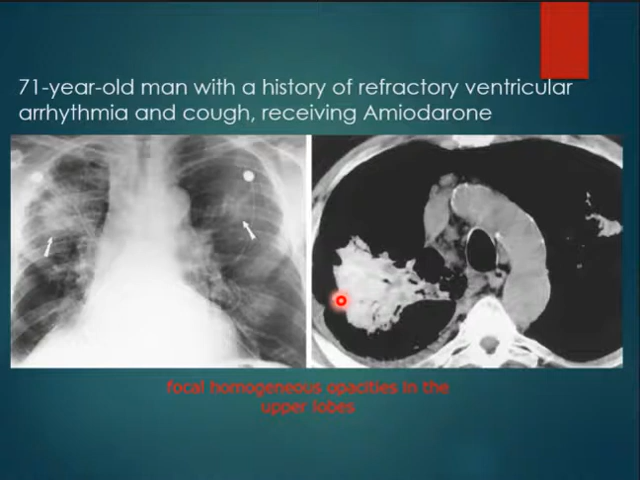 71-year-old man with a history of refractory ventricular
arrhythmia and cough, receiving Amiodarone
focal homogeneous opacities in the
upper lobes